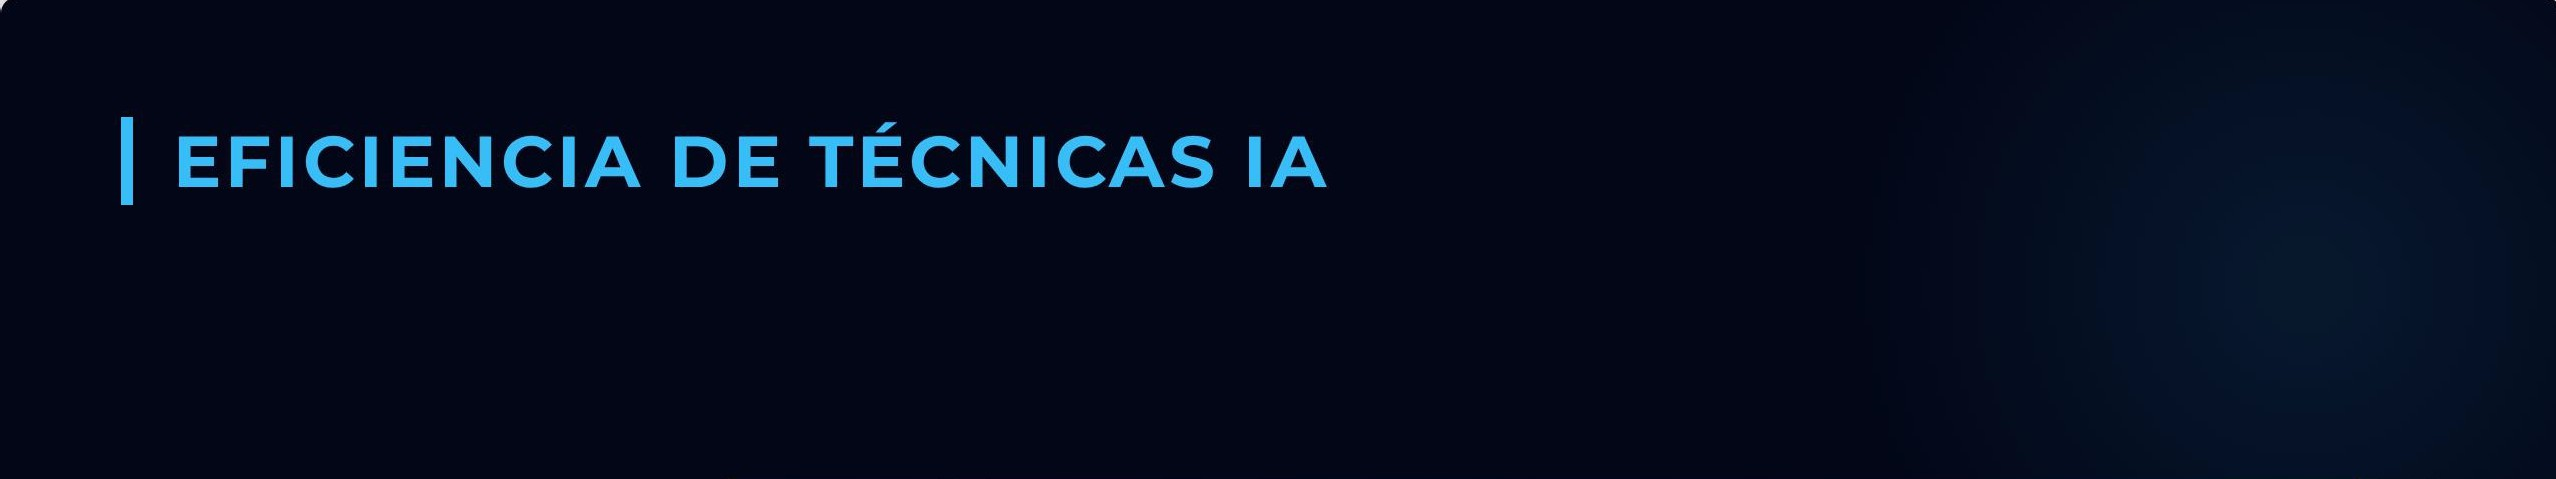 EFICIENCIA DE TÉCNICAS IA